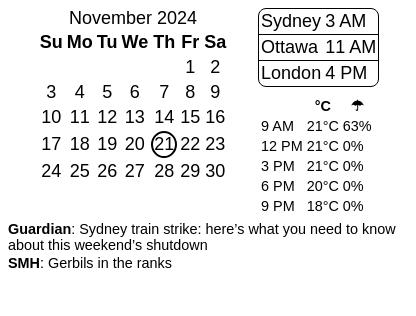 November 2024
Su Mo Tu We Th Fr Sa
1 2
3 4 5 6 7 8 9
10 11 12 13 14 15 16
17 18 19 20 21 22 23
24 25 26 27 28 29 30
Sydney 3 AM
Ottawa 11 AM
London 4 PM
°C ☂
9 AM 21°C 63%
12 PM 21°C 0%
3 PM 21°C 0%
6 PM 20°C 0%
9 PM 18°C 0%
Guardian: Sydney train strike: here’s what you need to know
about this weekend’s shutdown
SMH: Gerbils in the ranks